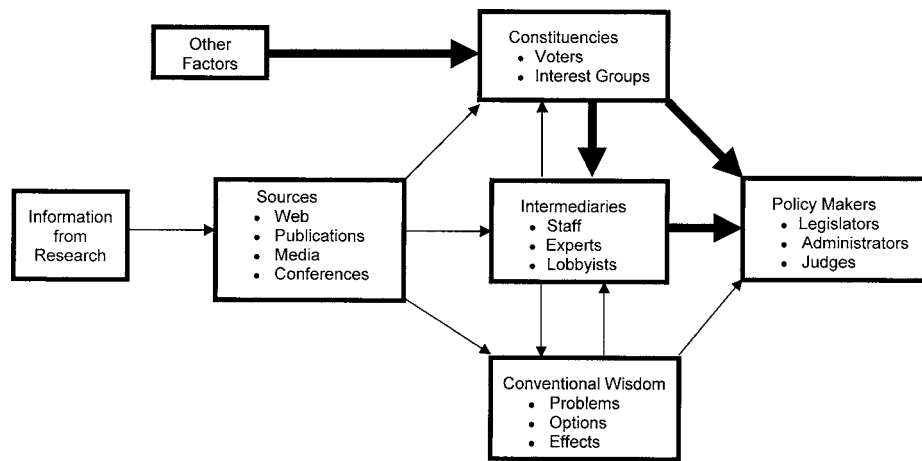 Other
Factors
Constituencies
• Voters
• Interest Groups
Information
from
Research
Sources
• Web
• Publications
• Media
• Conferences
Intermediaries
• Staff
• Experts
• Lobbyists
Policy Makers
• Legislators
• Administrators
• Judges
Conventional Wisdom
• Problems
• Options
• Effects